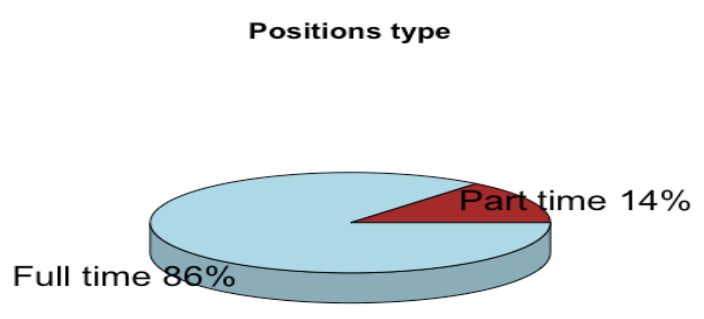 Positions type
Part time 14%
Full time 86%